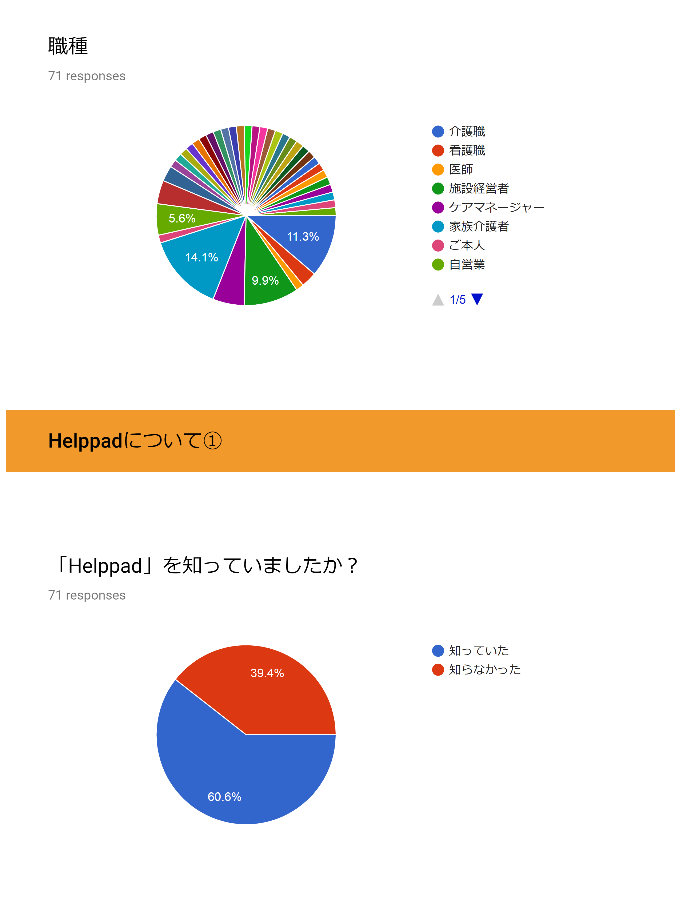 職種
71 responses
介護職
看護職
医師
施設経営者
ケアマネージャー
家族介護者
ご本人
自営業
1/5
11.3%
9.9%
14.1%
5.6%
Helppadについて①
「Helppad」を知っていましたか？
71 responses
知っていた
知らなかった
39.4%
60.6%